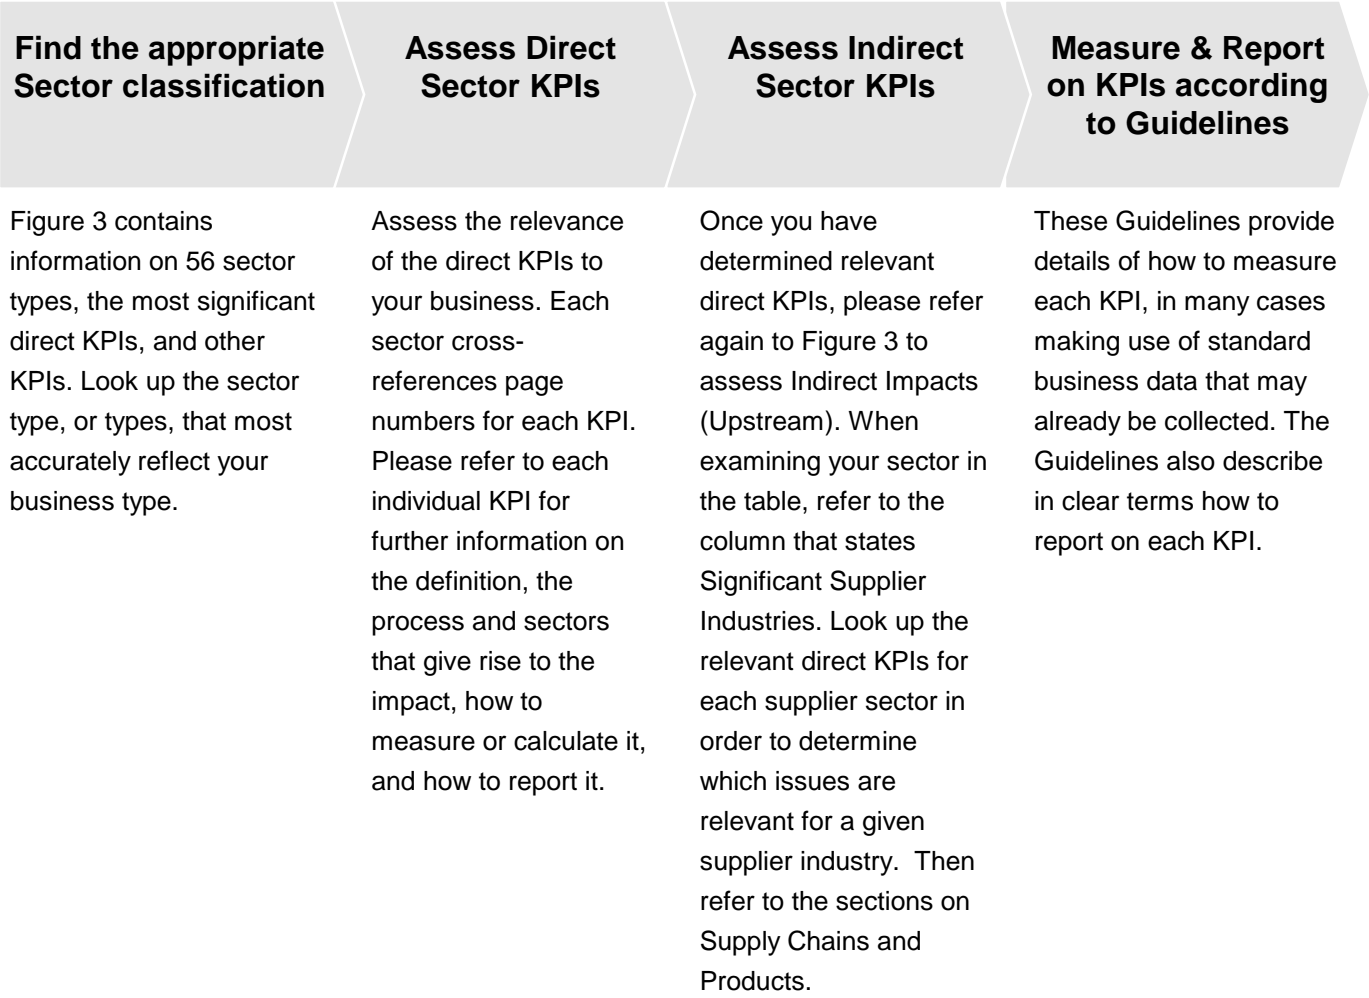 Find the appropriate
Sector classification
Assess Direct
Sector KPIs
Assess Indirect
Sector KPIs
Measure & Report
on KPIs according
to Guidelines
Figure 3 contains
information on 56 sector
types, the most significant
direct KPIs, and other
KPIs. Look up the sector
type, or types, that most
accurately reflect your
business type.
Assess the relevance
of the direct KPIs to
your business. Each
sector cross-
references page
numbers for each KPI.
Please refer to each
individual KPI for
further information on
the definition, the
process and sectors
that give rise to the
impact, how to
measure or calculate it,
and how to report it.
Once you have
determined relevant
direct KPIs, please refer
again to Figure 3 to
assess Indirect Impacts
(Upstream). When
examining your sector in
the table, refer to the
column that states
Significant Supplier
Industries. Look up the
relevant direct KPIs for
each supplier sector in
order to determine
which issues are
relevant for a given
supplier industry.  Then
refer to the sections on
Supply Chains and
Products.
These Guidelines provide
details of how to measure
each KPI, in many cases
making use of standard
business data that may
already be collected. The
Guidelines also describe
in clear terms how to
report on each KPI.